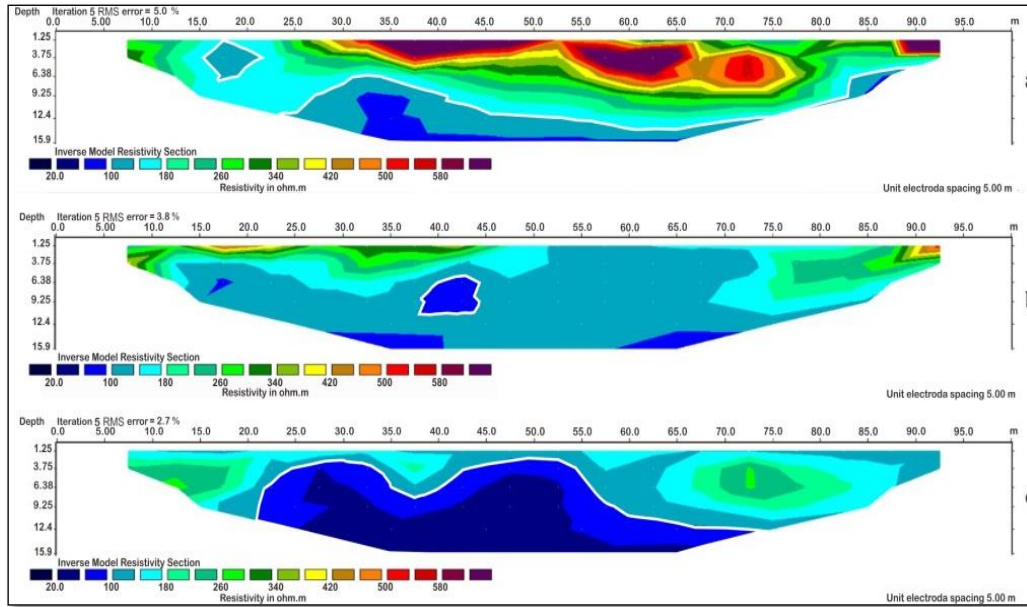 Depth Iteration 5 RMS error = 5.0 %
0.0 5.00 10.0 15.0 20.0 25.0 30.0 35.0 40.0 45.0 50.0 55.0 60.0 65.0 70.0 75.0 80.0 85.0 90.0 95.0 m
1.25
3.75
6.38
9.25
12.4
15.9
Inverse Model Resistivity Section
20.0 100 180 260 340 420 500 580
Resistivity in ohm.m
Unit electroda spacing 5.00 m
Depth Iteration 5 RMS error = 3.8 %
0.0 5.00 10.0 15.0 20.0 25.0 30.0 35.0 40.0 45.0 50.0 55.0 60.0 65.0 70.0 75.0 80.0 85.0 90.0 95.0 m
1.25
3.75
6.38
9.25
12.4
15.9
Inverse Model Resistivity Section
20.0 100 180 260 340 420 500 580
Resistivity in ohm.m
Unit electroda spacing 5.00 m
Depth Iteration 5 RMS error = 2.7 %
0.0 5.00 10.0 15.0 20.0 25.0 30.0 35.0 40.0 45.0 50.0 55.0 60.0 65.0 70.0 75.0 80.0 85.0 90.0 95.0 m
1.25
3.75
6.38
9.25
12.4
15.9
Inverse Model Resistivity Section
20.0 100 180 260 340 420 500 580
Resistivity in ohm.m
Unit electroda spacing 5.00 m